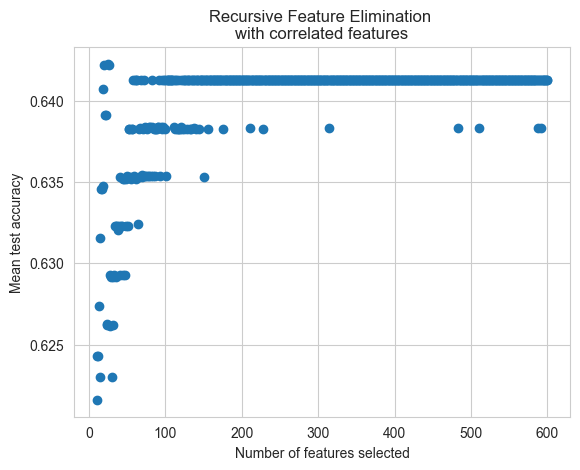 Recursive Feature Elimination
with correlated features
Mean test accuracy
0.640
0.635
0.630
0.625
0
100
200
300
400
500
600
Number of features selected